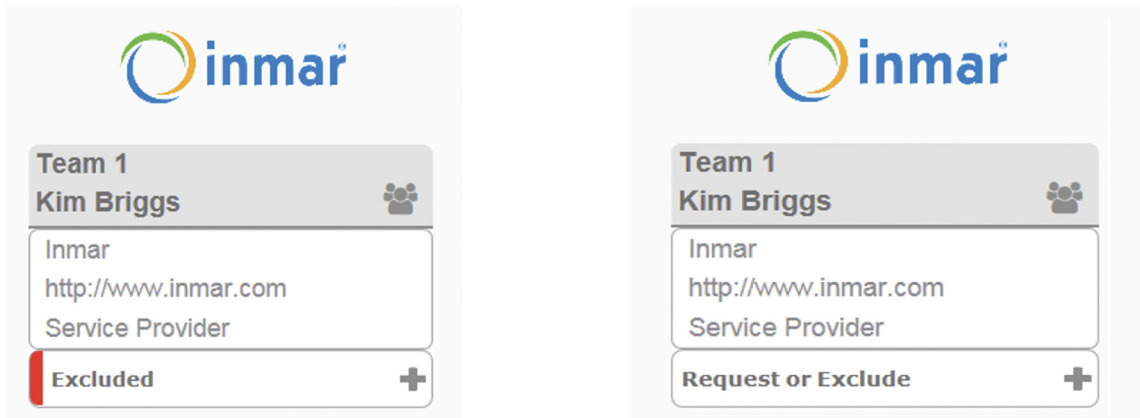 inmar®
Team 1
Kim Briggs
Inmar
http://www.inmar.com
Service Provider
Excluded
inmar®
Team 1
Kim Briggs
Inmar
http://www.inmar.com
Service Provider
Request or Exclude